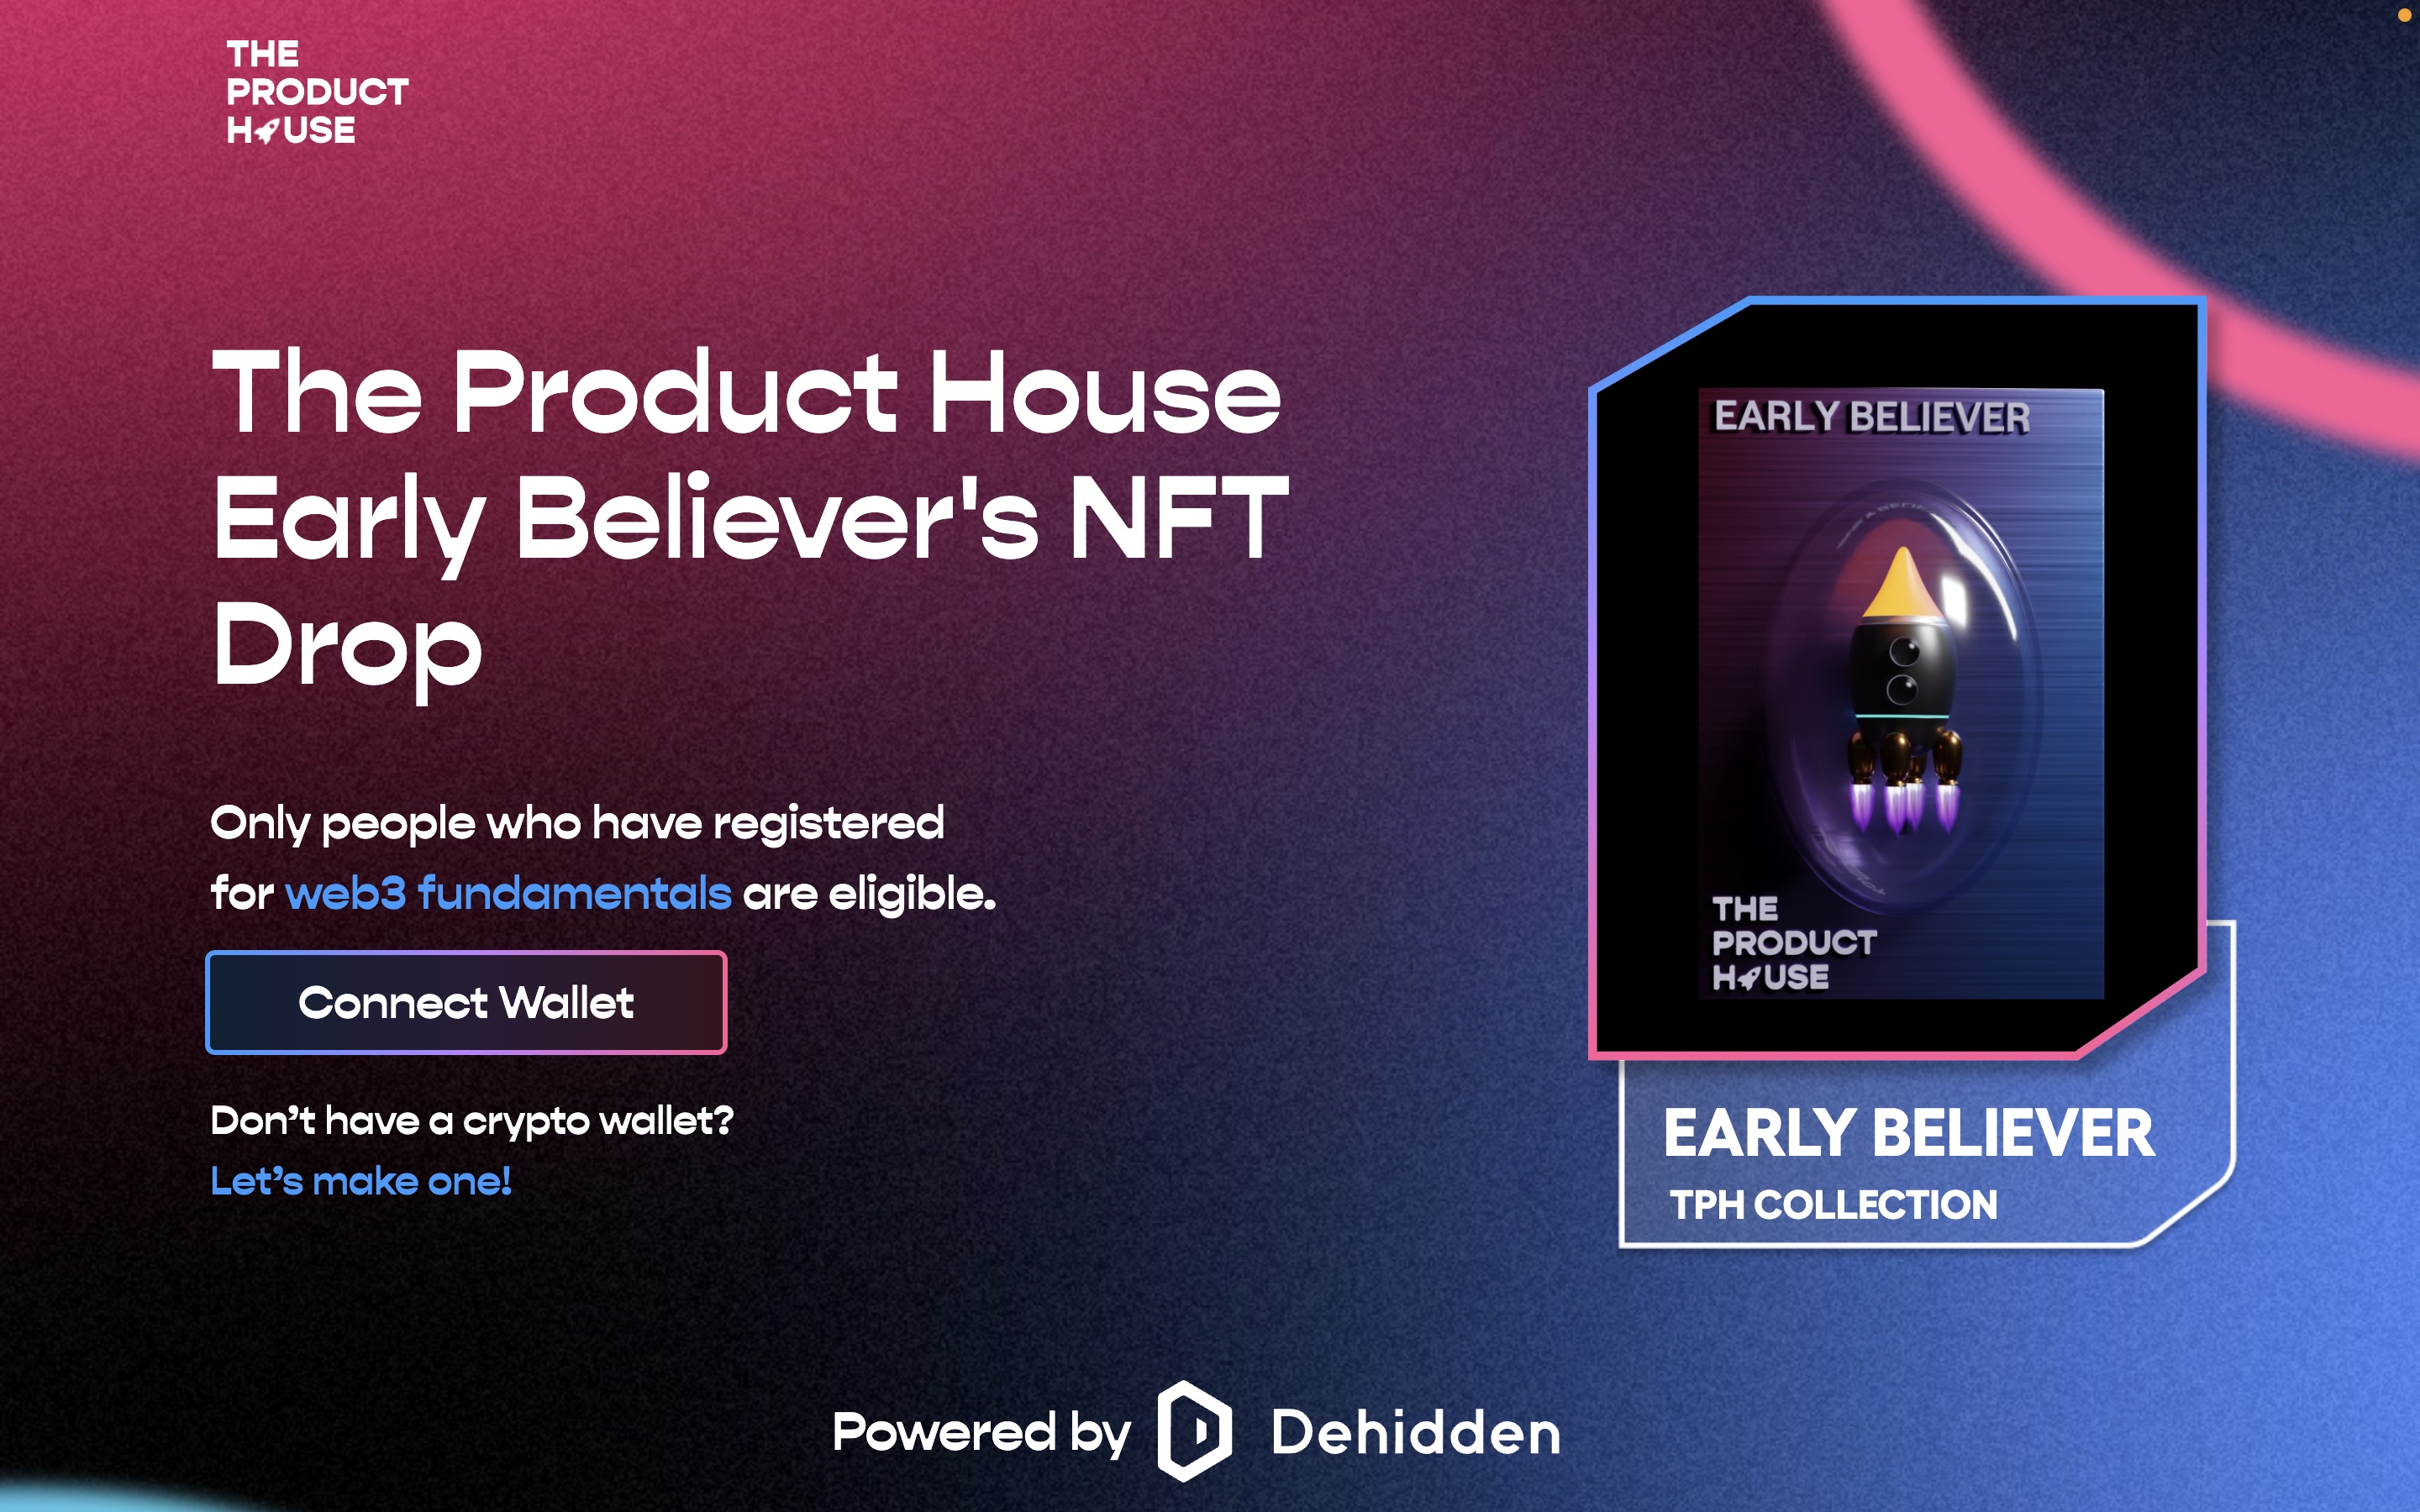 THE
PRODUCT
HOUSE
The Product House
Early Believer's NFT
Drop
Only people who have registered
for web3 fundamentals are eligible.
Connect Wallet
Don’t have a crypto wallet?
Let’s make one!
EARLY BELIEVER
THE
PRODUCT
HOUSE
EARLY BELIEVER
TPH COLLECTION
Powered by Dehidden